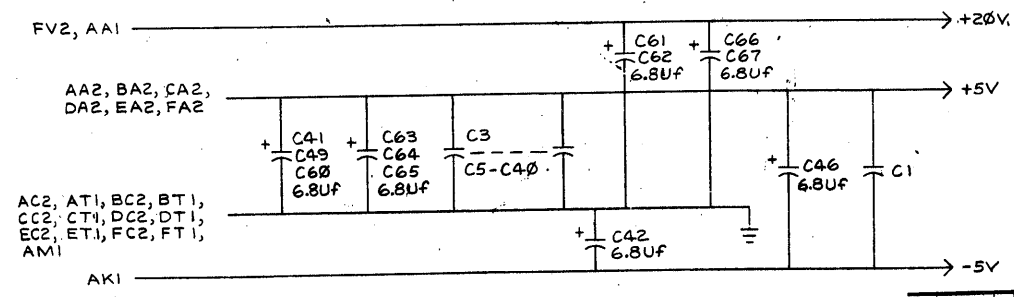 FV2, AA1
+20V
+ C61
C62
6.8Uf
+ C66
C67
6.8Uf
AA2, BA2, CA2,
DA2, EA2, FA2
+5V
+ C41
C49
C60
6.8Uf
+ C63
C64
C65
6.8Uf
C3
C5-C40
+ C46
6.8Uf
C1
AC2, AT1, BC2, BT1,
CC2, CT1, DC2, DT1,
EC2, ET1, FC2, FT1,
AM1
+ C42
6.8Uf
AK1
-5V